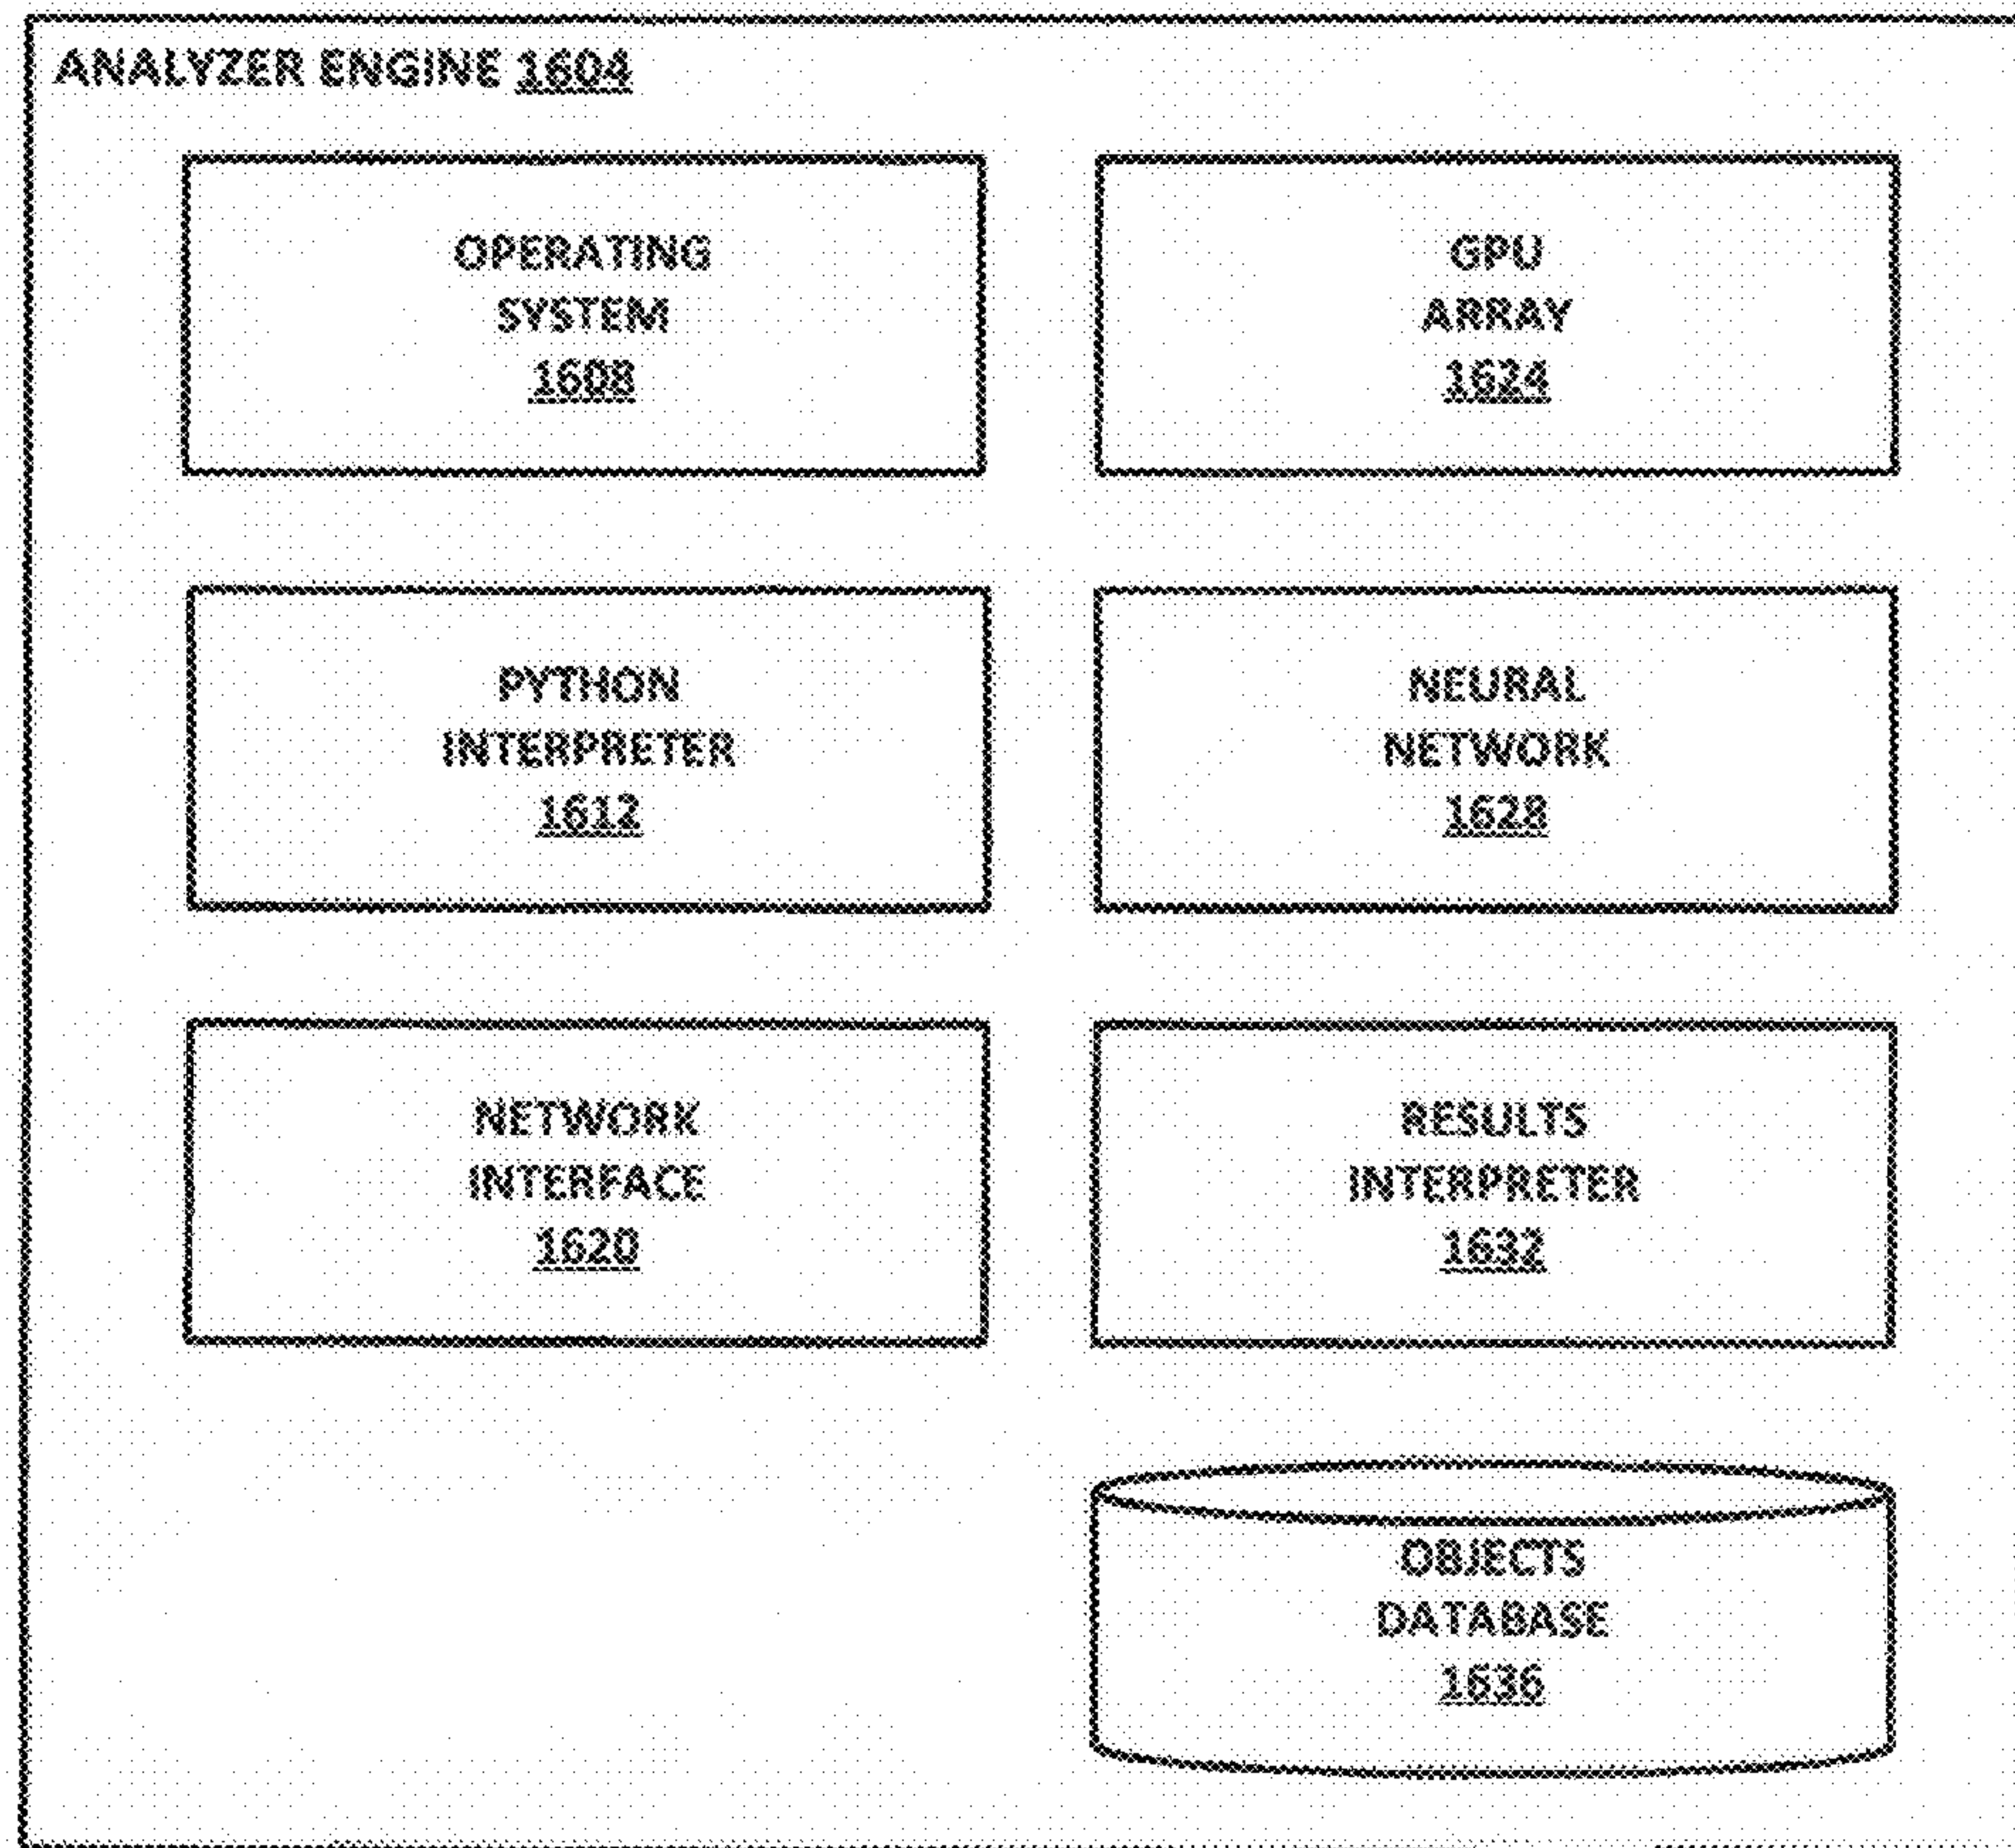 ANALYZER ENGINE 1604
OPERATING
SYSTEM
1608
GPU
ARRAY
1624
PYTHON
INTERPRETER
1612
NEURAL
NETWORK
1628
NETWORK
INTERFACE
1620
RESULTS
INTERPRETER
1632
OBJECTS
DATABASE
1636